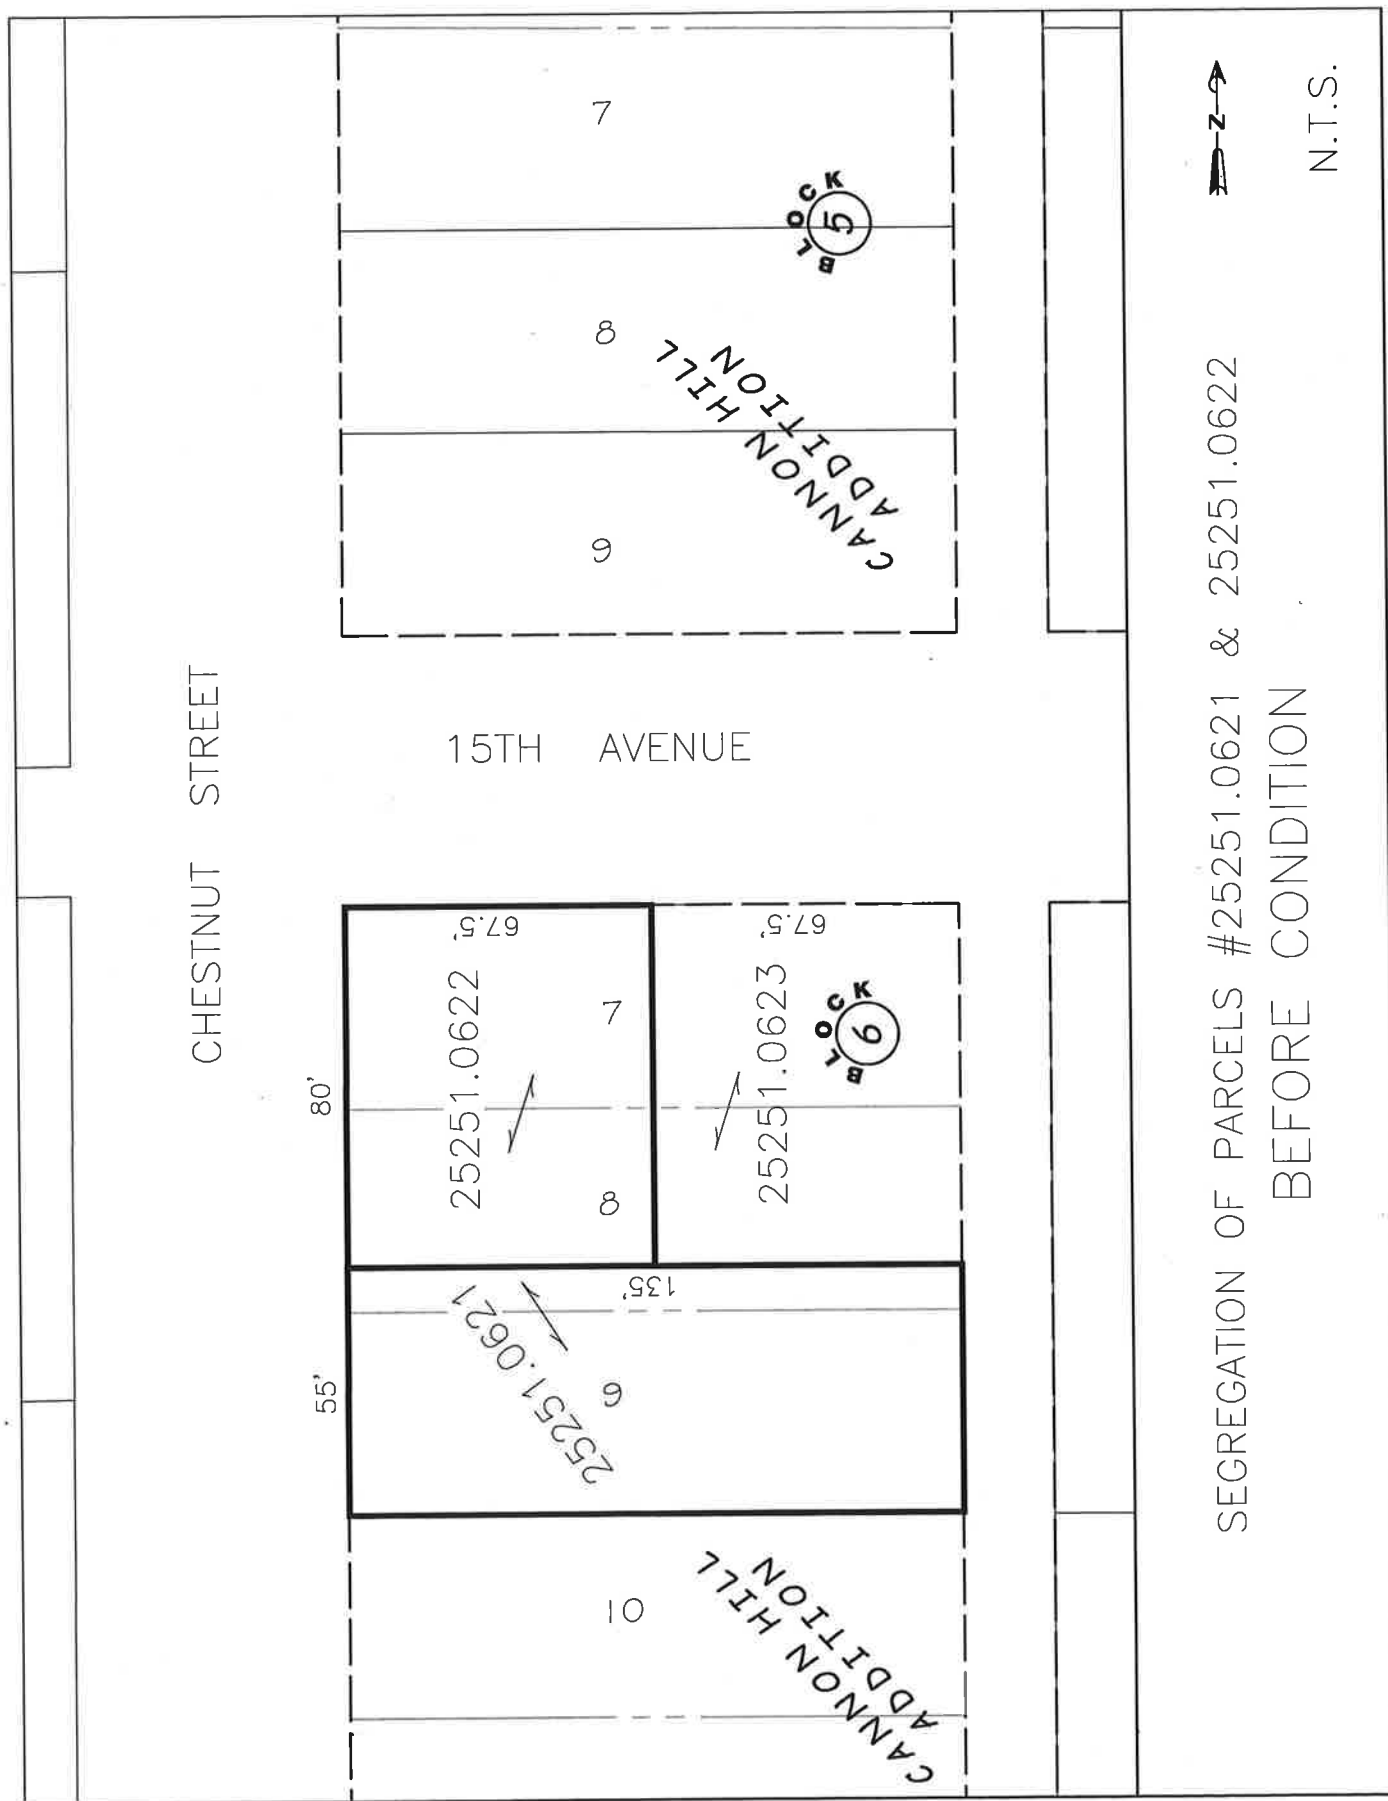 7
BLOCK 5
8
CANNON HILL
ADDITION
9
CHESTNUT STREET
15TH AVENUE
80'
67.5'
25251.0622
7
8
67.5'
25251.0623
BLOCK 6
55'
135'
25251.0621
9
10
CANNON HILL
ADDITION
N
N.T.S.
SEGREGATION OF PARCELS #25251.0621 & 25251.0622
BEFORE CONDITION